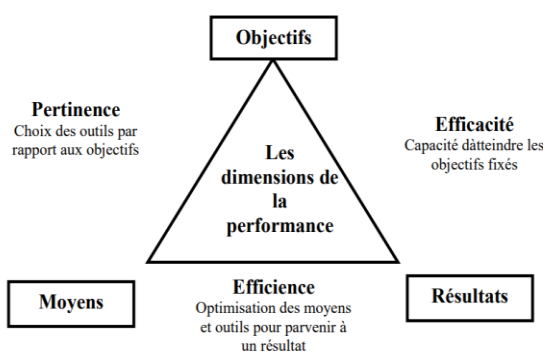 Objectifs
Pertinence
Choix des outils par
rapport aux objectifs
Efficacité
Capacité dàtteindre les
objectifs fixés
Les
dimensions de
la
performance
Moyens
Efficience
Optimisation des moyens
et outils pour parvenir à
un résultat
Résultats